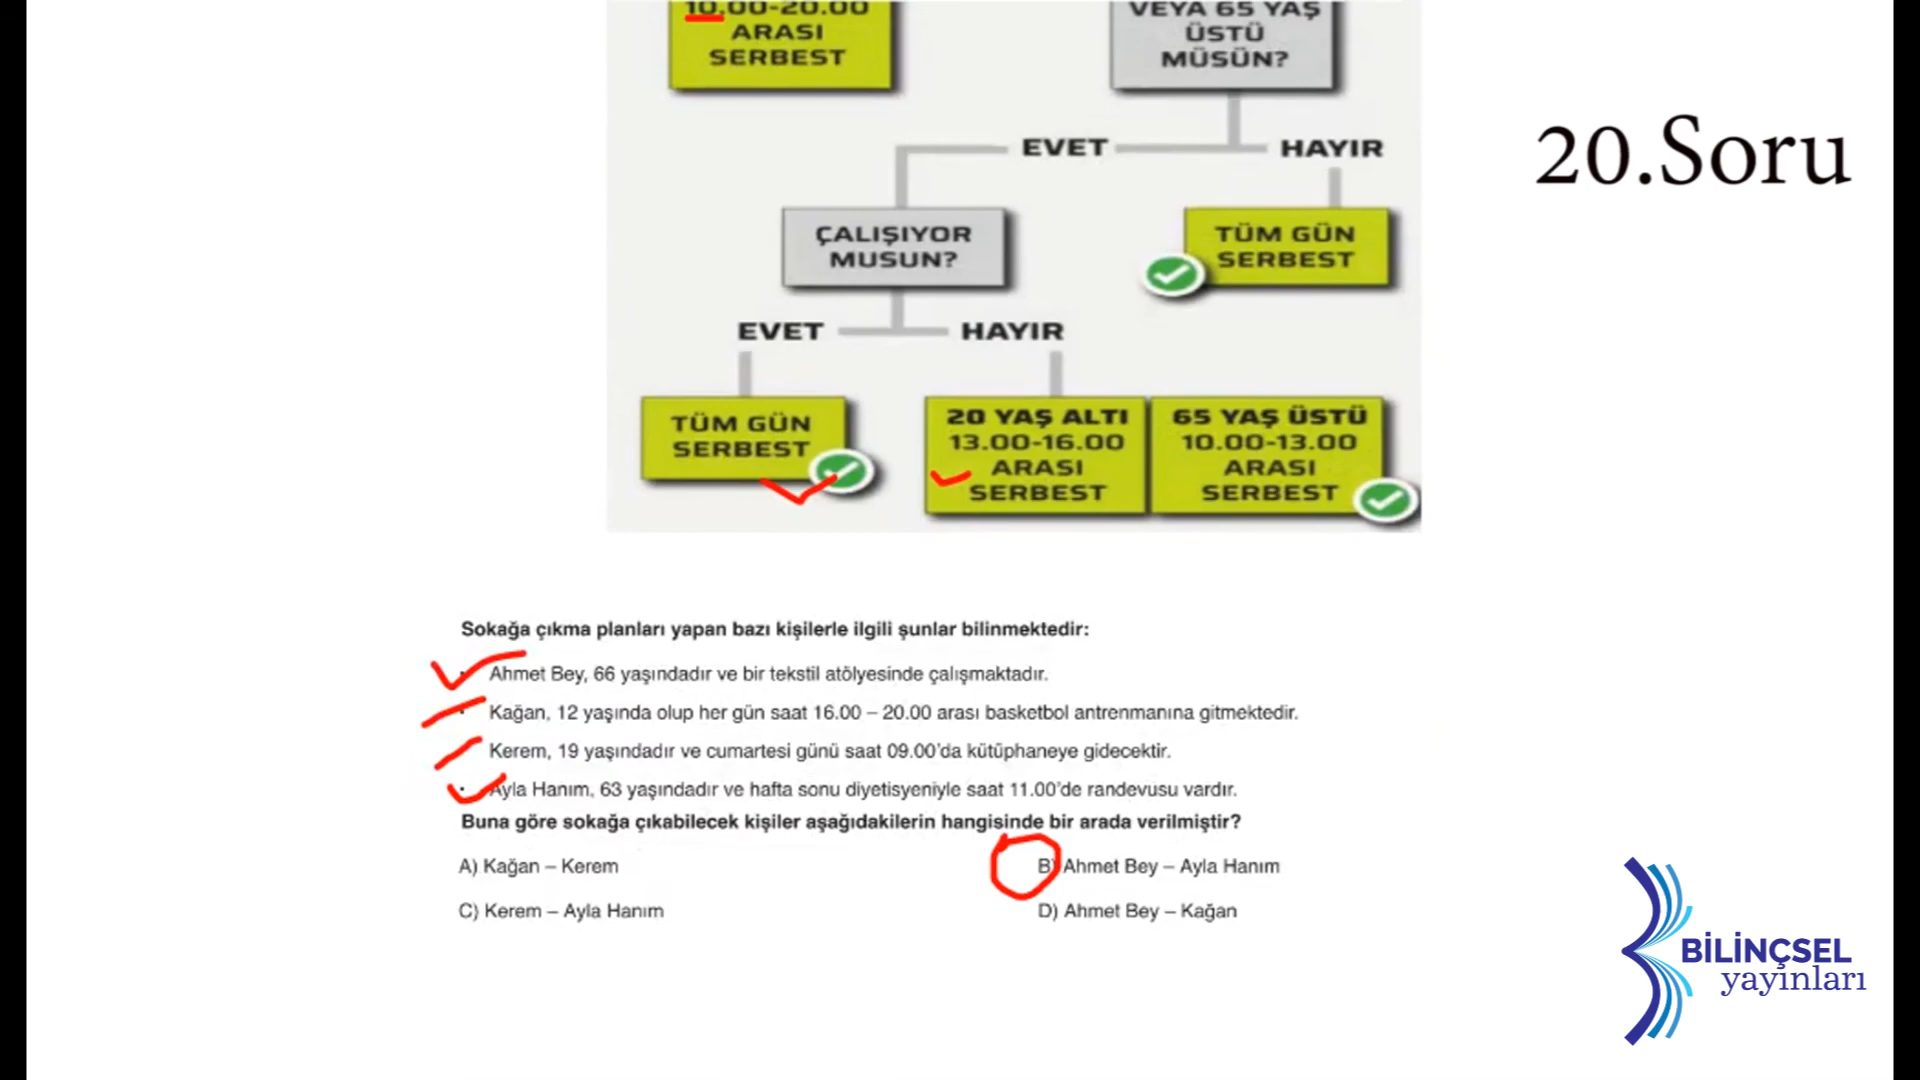 10.00-20.00
ARASI
SERBEST
VEYA 65 YAŞ
ÜSTÜ
MÜSÜN?
20.Soru
EVET
HAYIR
ÇALIŞIYOR
MUSUN?
TÜM GÜN
SERBEST
EVET
HAYIR
TÜM GÜN
SERBEST
20 YAŞ ALTI
13.00-16.00
ARASI
SERBEST
65 YAŞ ÜSTÜ
10.00-13.00
ARASI
SERBEST
Sokağa çıkma planları yapan bazı kişilerle ilgili şunlar bilinmektedir:
Ahmet Bey, 66 yaşındadır ve bir tekstil atölyesinde çalışmaktadır.
Kağan, 12 yaşında olup her gün saat 16.00 – 20.00 arası basketbol antrenmanına gitmektedir.
Kerem, 19 yaşındadır ve cumartesi günü saat 09.00'da kütüphaneye gidecektir.
Ayla Hanım, 63 yaşındadır ve hafta sonu diyetisyeniyle saat 11.00'de randevusu vardır.
Buna göre sokağa çıkabilecek kişiler aşağıdakilerin hangisinde bir arada verilmiştir?
A) Kağan – Kerem
B) Ahmet Bey – Ayla Hanım
C) Kerem – Ayla Hanım
D) Ahmet Bey – Kağan
BİLİNÇSEL
yayınları